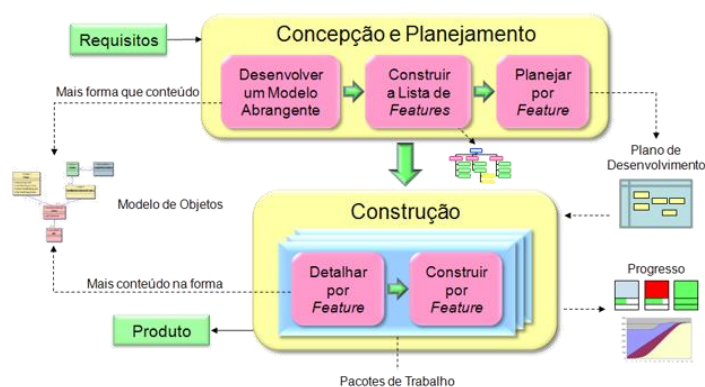 Requisitos
Concepção e Planejamento
Mais forma que conteúdo
Desenvolver
um Modelo
Abrangente
Construir
a Lista de
Features
Planejar
por
Feature
Plano de
Desenvolvimento
Modelo de Objetos
Construção
Mais conteúdo na forma
Detalhar
por
Feature
Construir
por
Feature
Progresso
Produto
Pacotes de Trabalho